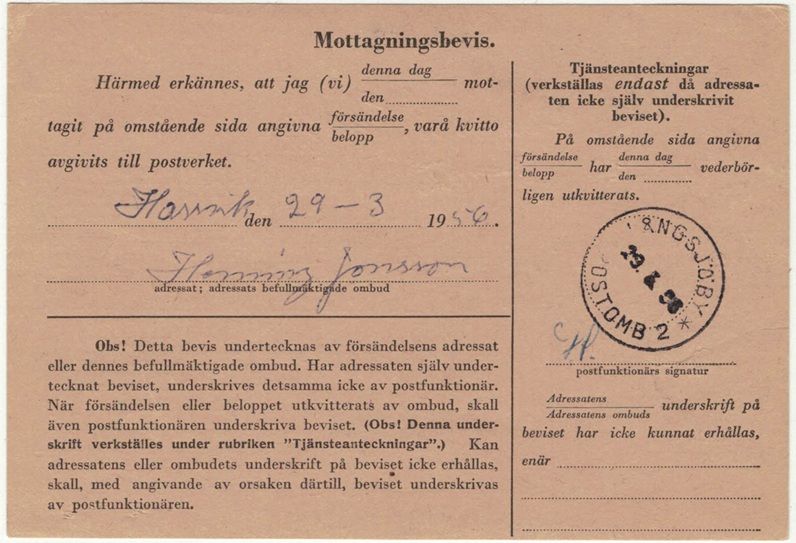 Mottagningsbevis.
Härmed erkännes, att jag (vi) denna dag mot-
den
tagit på omstående sida angivna försändelse, varå kvitto
belopp
avgivits till postverket.
den 29 - 3 1956.
Henning Jonsson
adressat; adressats befullmäktigade ombud
Obs! Detta bevis undertecknas av försändelsens adressat
eller dennes befullmäktigade ombud. Har adressaten själv under-
tecknat beviset, underskrives detsamma icke av postfunktionär.
När försändelsen eller beloppet utkvitterats av ombud, skall
även postfunktionären underskriva beviset. (Obs! Denna under-
skrift verkställes under rubriken "Tjänsteanteckningar".) Kan
adressatens eller ombudets underskrift på beviset icke erhållas,
skall, med angivande av orsaken därtill, beviset underskrivas
av postfunktionären.
Tjänsteanteckningar
(verkställas endast då adressa-
ten icke själv underskrivit
beviset).
På omstående sida angivna
försändelse har denna dag vederbör-
belopp den
ligen utkvitterats.
LÅNGSJÖBY *
29.3.56
POSTOMB 2
H.
postfunktionärs signatur
Adressatens underskrift på
Adressatens ombuds
beviset har icke kunnat erhållas,
enär